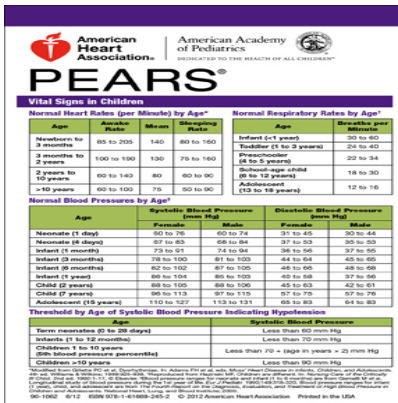 American Heart Association®
American Academy of Pediatrics
DEDICATED TO THE HEALTH OF ALL CHILDREN™
PEARS®
Vital Signs in Children
Normal Heart Rates (per Minute) by Age*
Age Awake Rate Mean Sleeping Rate
Newborn to 3 months 85 to 205 140 80 to 160
3 months to 2 years 100 to 190 130 75 to 160
2 years to 10 years 60 to 140 80 60 to 90
>10 years 60 to 100 75 50 to 90
Normal Respiratory Rates by Age†
Age Breaths per Minute
Infant (<1 year) 30 to 60
Toddler (1 to 3 years) 24 to 40
Preschooler (4 to 5 years) 22 to 34
School-age child (6 to 12 years) 18 to 30
Adolescent (13 to 18 years) 12 to 16
Normal Blood Pressures by Age
Age Systolic Blood Pressure (mm Hg) Diastolic Blood Pressure (mm Hg)
Female Male Female Male
Neonate (1 day) 60 to 76 60 to 74 31 to 45 30 to 44
Neonate (4 days) 67 to 83 68 to 84 37 to 53 35 to 53
Infant (1 month) 73 to 91 74 to 94 36 to 56 37 to 55
Infant (3 months) 78 to 100 81 to 103 44 to 64 45 to 65
Infant (6 months) 82 to 102 87 to 105 46 to 66 48 to 68
Infant (1 year) 86 to 104 85 to 103 40 to 58 37 to 56
Child (2 years) 88 to 105 88 to 106 45 to 63 42 to 61
Child (7 years) 96 to 113 97 to 115 57 to 75 57 to 76
Adolescent (15 years) 110 to 127 113 to 131 65 to 83 64 to 83
Threshold by Age of Systolic Blood Pressure Indicating Hypotension
Age Systolic Blood Pressure
Term neonates (0 to 28 days) Less than 60 mm Hg
Infants (1 to 12 months) Less than 70 mm Hg
Children 1 to 10 years (5th blood pressure percentile) Less than 70 + (age in years × 2) mm Hg
Children >10 years Less than 90 mm Hg
90-1062 6/12 ISBN 978-1-61669-245-2 © 2012 American Heart Association Printed in the USA